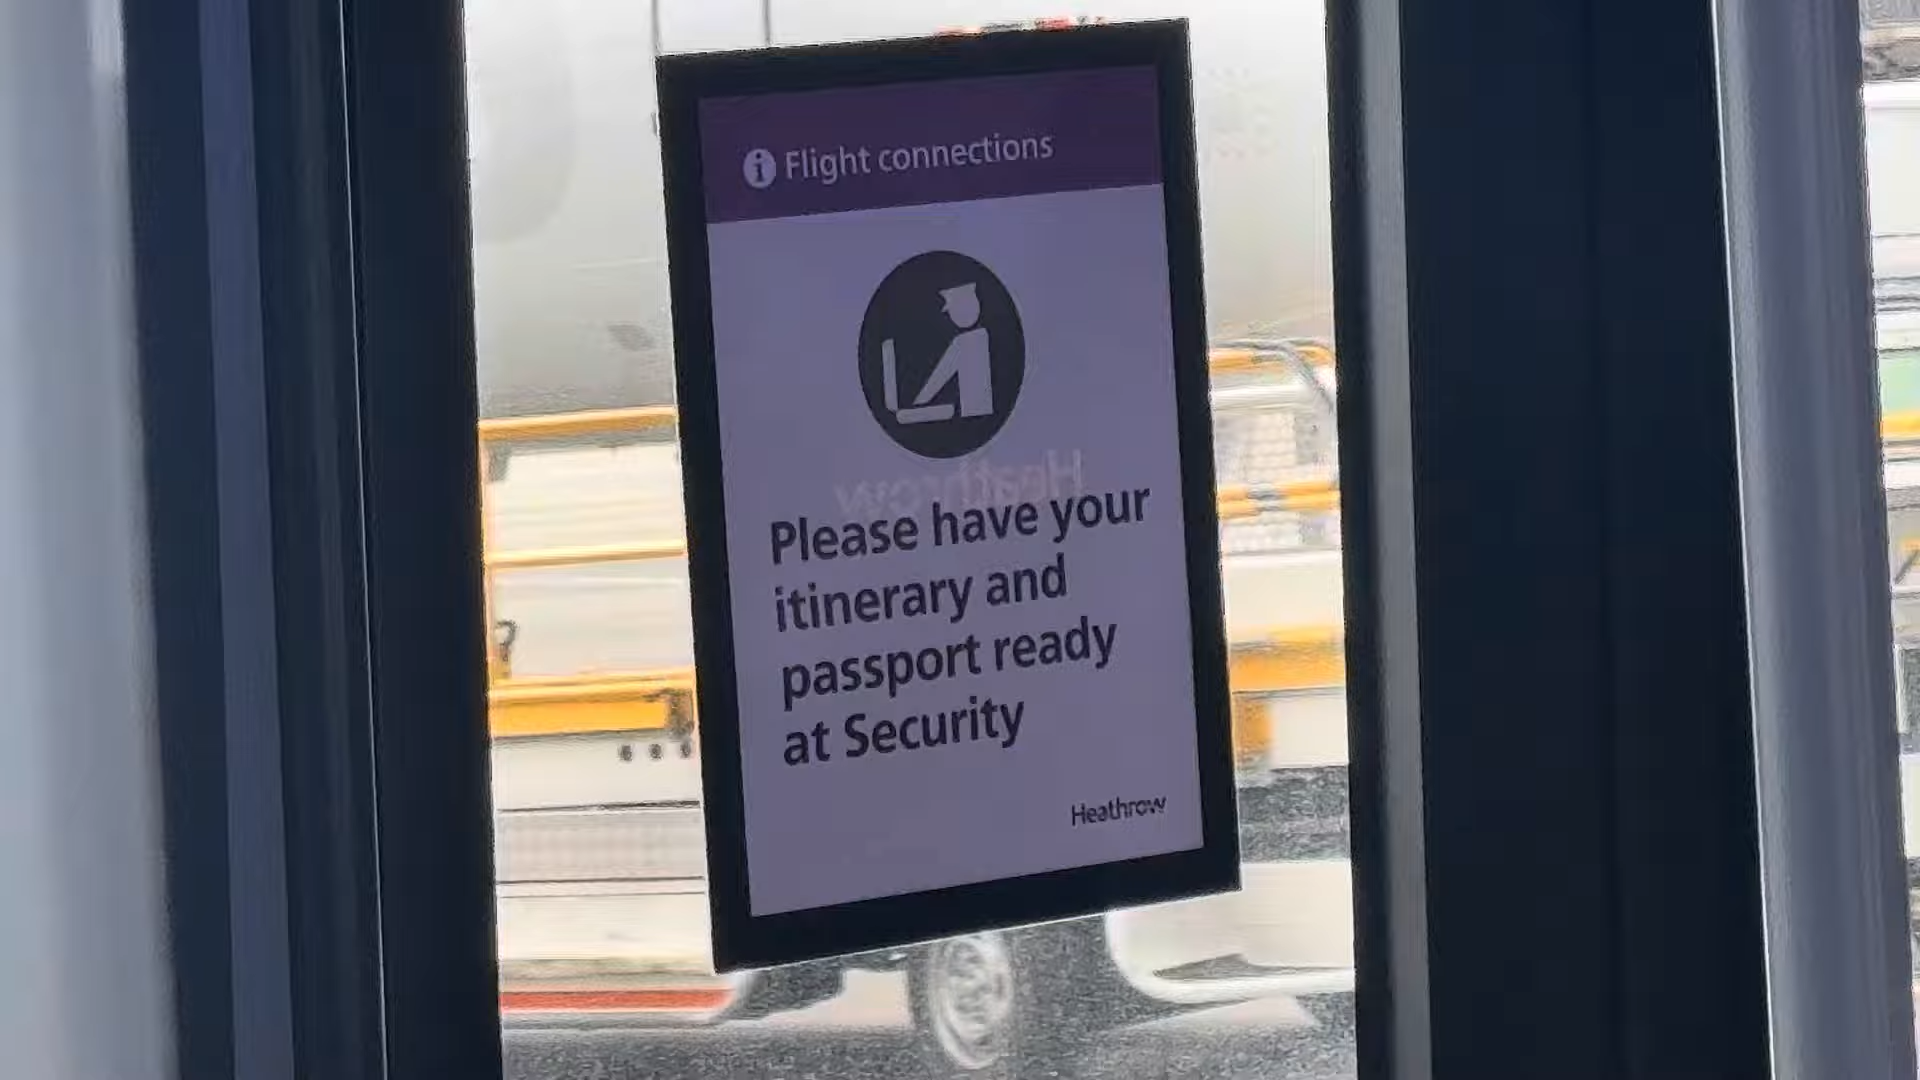 Flight connections
Please have your
itinerary and
passport ready
at Security
Heathrow